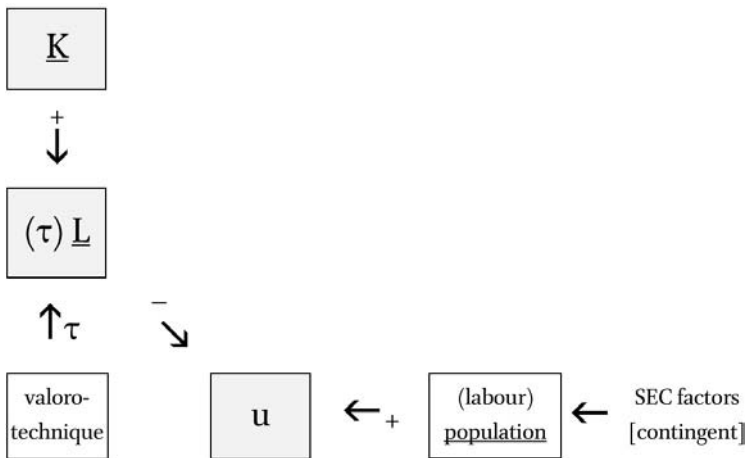 K
+
↓
(τ) L
↑τ
−
↘
valoro-
technique
u
←+
(labour)
population
←
SEC factors
[contingent]